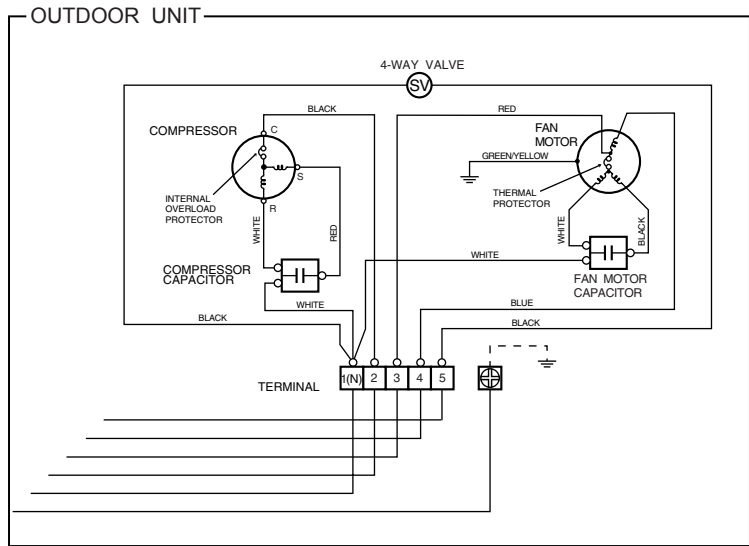 OUTDOOR UNIT
4-WAY VALVE
SV
BLACK
RED
COMPRESSOR
C
FAN
MOTOR
GREEN/YELLOW
S
INTERNAL
OVERLOAD
PROTECTOR
THERMAL
PROTECTOR
R
WHITE
RED
WHITE
BLACK
COMPRESSOR
CAPACITOR
WHITE
FAN MOTOR
CAPACITOR
WHITE
BLUE
BLACK
BLACK
TERMINAL
1(N) 2 3 4 5